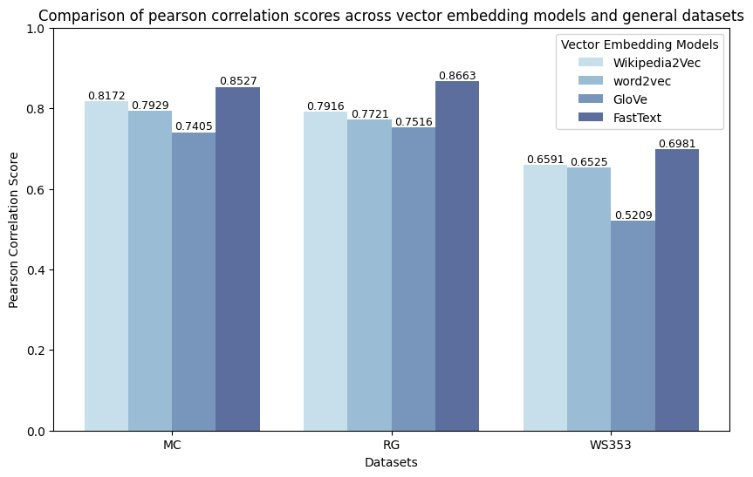 Comparison of pearson correlation scores across vector embedding models and general datasets
1.0
0.8
0.6
0.4
0.2
0.0
Pearson Correlation Score
Vector Embedding Models
Wikipedia2Vec
word2vec
GloVe
FastText
0.8172
0.7929
0.7405
0.8527
0.7916
0.7721
0.7516
0.8663
0.6591
0.6525
0.5209
0.6981
MC
RG
WS353
Datasets